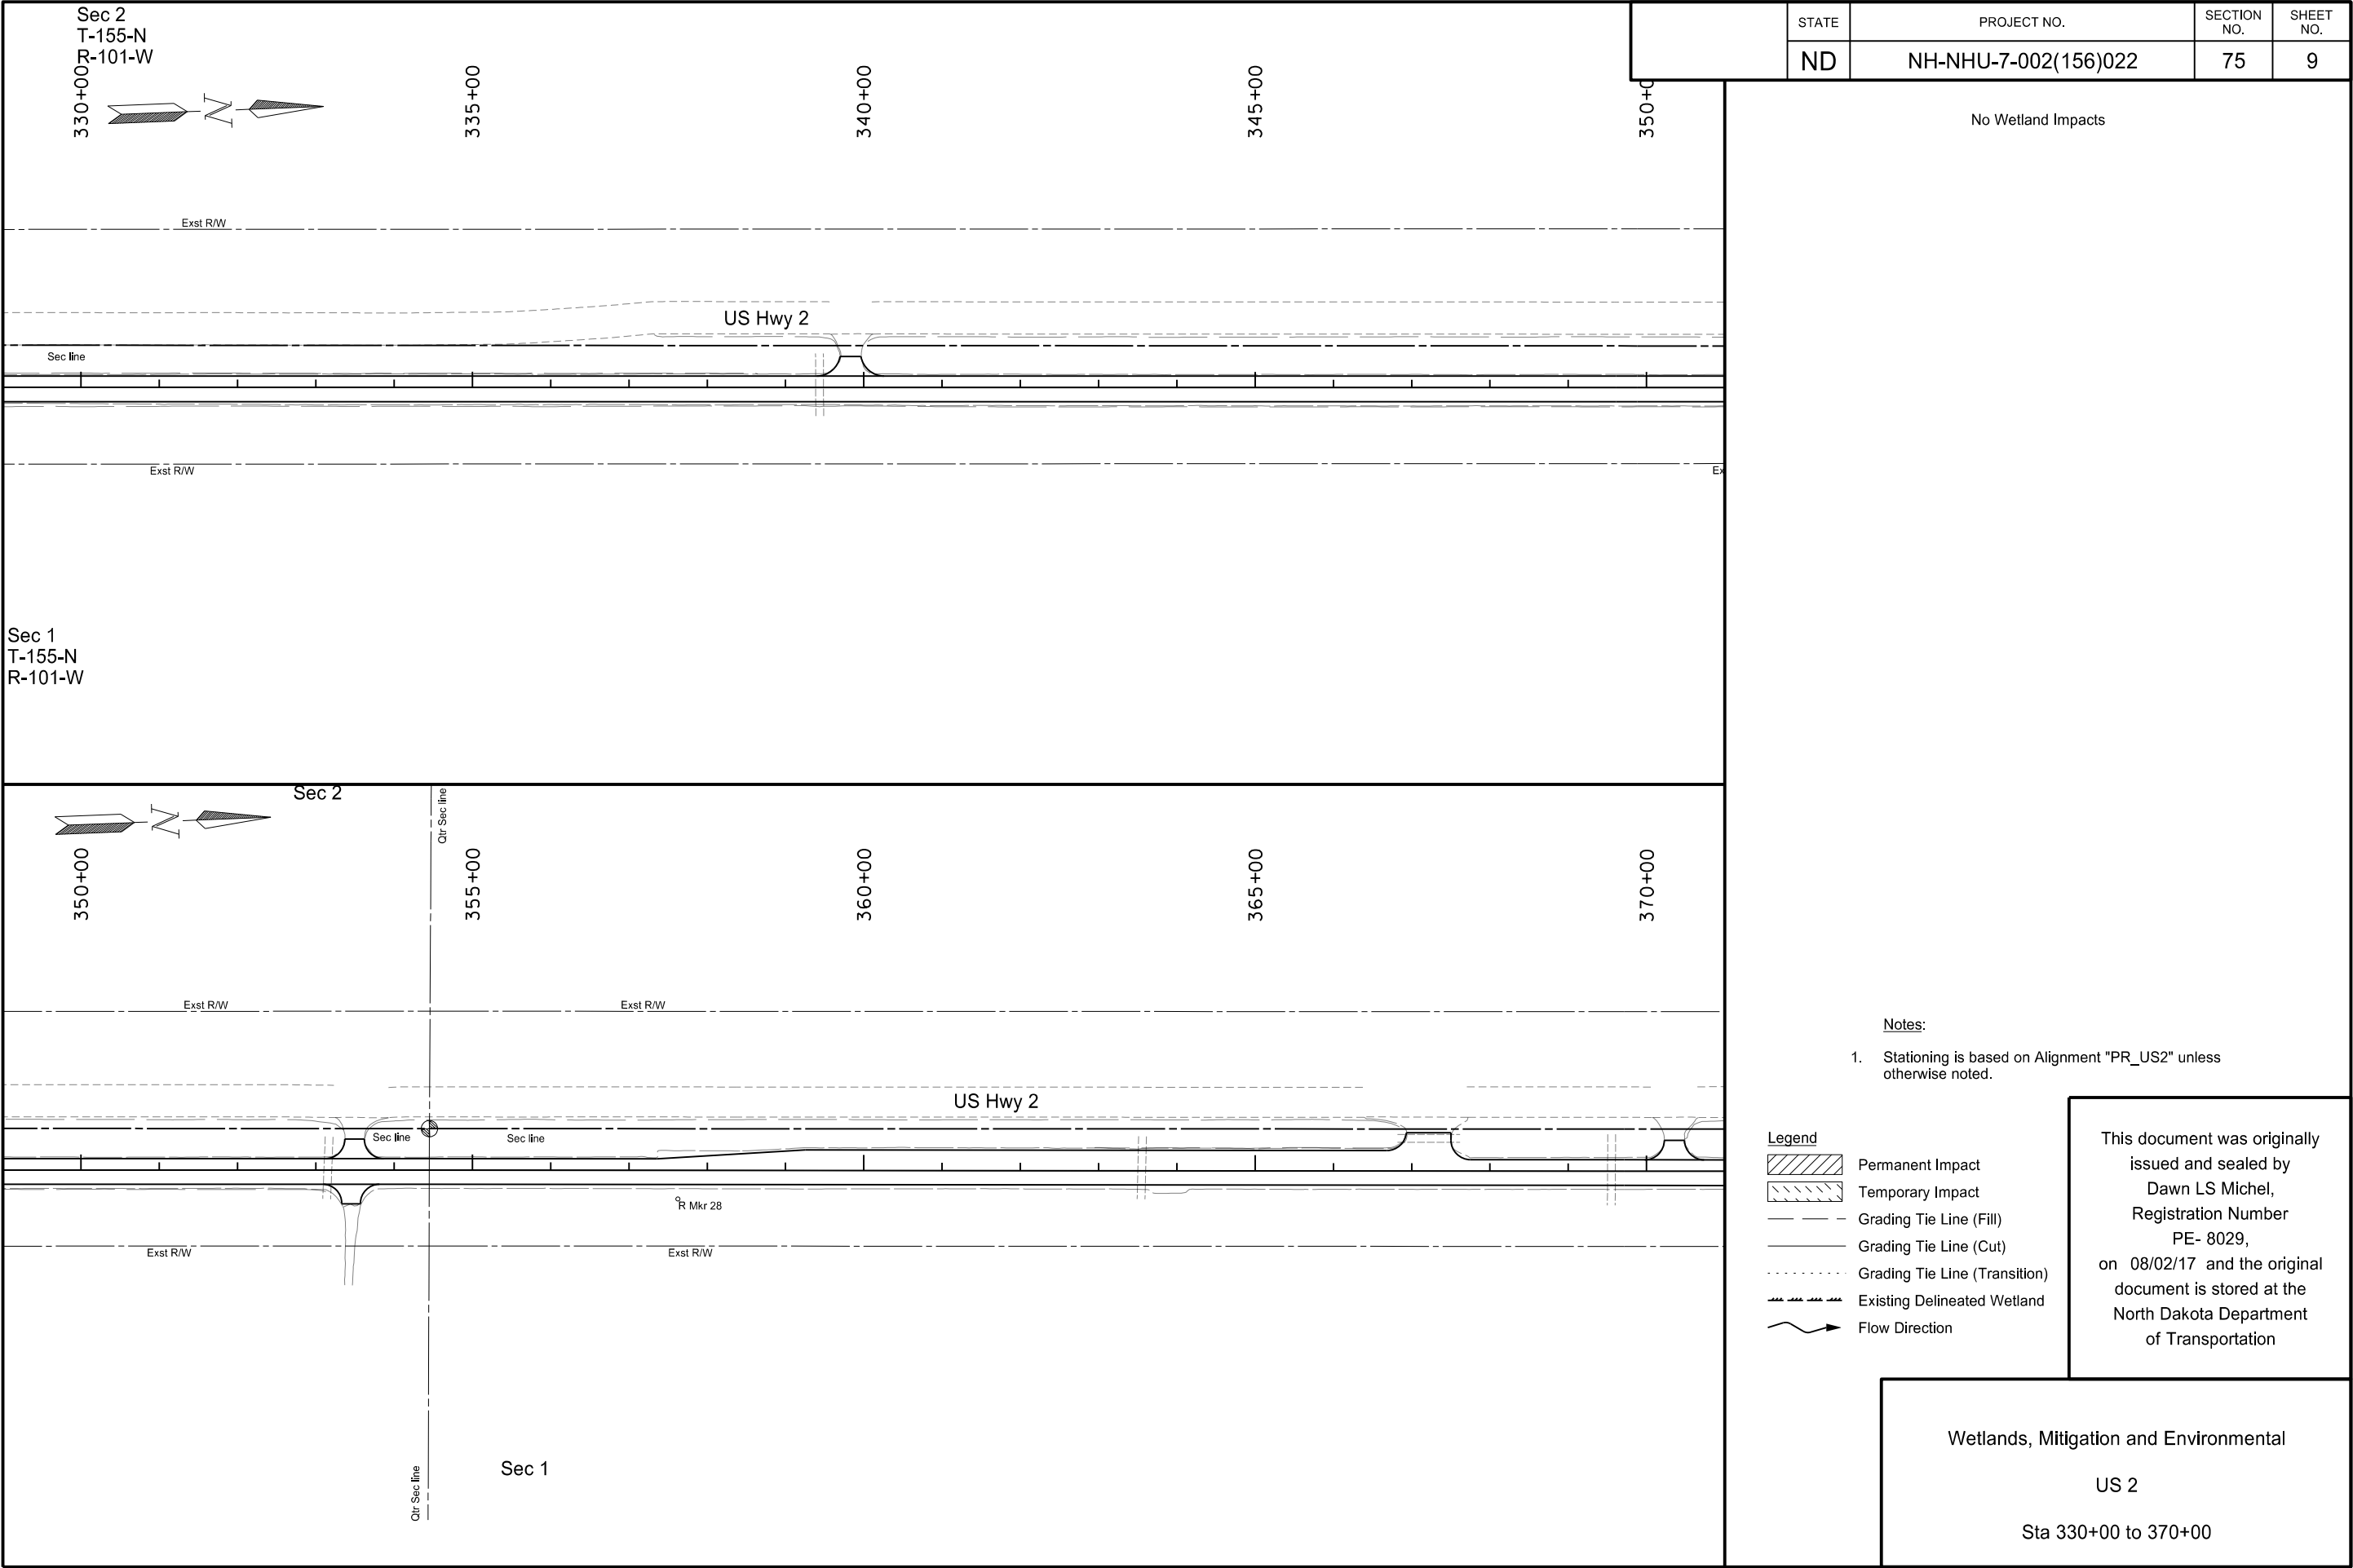 STATE
PROJECT NO.
SECTION NO.
SHEET NO.
ND
NH-NHU-7-002(156)022
75
9
Sec 2
T-155-N
R-101-W
N
330+00
335+00
340+00
345+00
350+0
No Wetland Impacts
Exst R/W
US Hwy 2
Sec line
Exst R/W
Ex
Sec 1
T-155-N
R-101-W
Sec 2
N
Qtr Sec line
350+00
355+00
360+00
365+00
370+00
Exst R/W
Exst R/W
US Hwy 2
Sec line
Sec line
R Mkr 28
Exst R/W
Exst R/W
Sec 1
Qtr Sec line
Notes:
1. Stationing is based on Alignment "PR_US2" unless
otherwise noted.
Legend
Permanent Impact
Temporary Impact
Grading Tie Line (Fill)
Grading Tie Line (Cut)
Grading Tie Line (Transition)
Existing Delineated Wetland
Flow Direction
This document was originally
issued and sealed by
Dawn LS Michel,
Registration Number
PE- 8029,
on 08/02/17 and the original
document is stored at the
North Dakota Department
of Transportation
Wetlands, Mitigation and Environmental
US 2
Sta 330+00 to 370+00